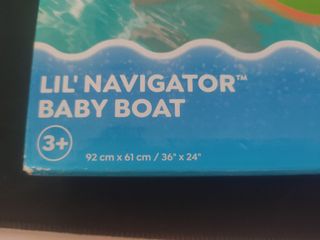 LIL' NAVIGATOR™
BABY BOAT
3+
92 cm x 61 cm / 36" x 24"